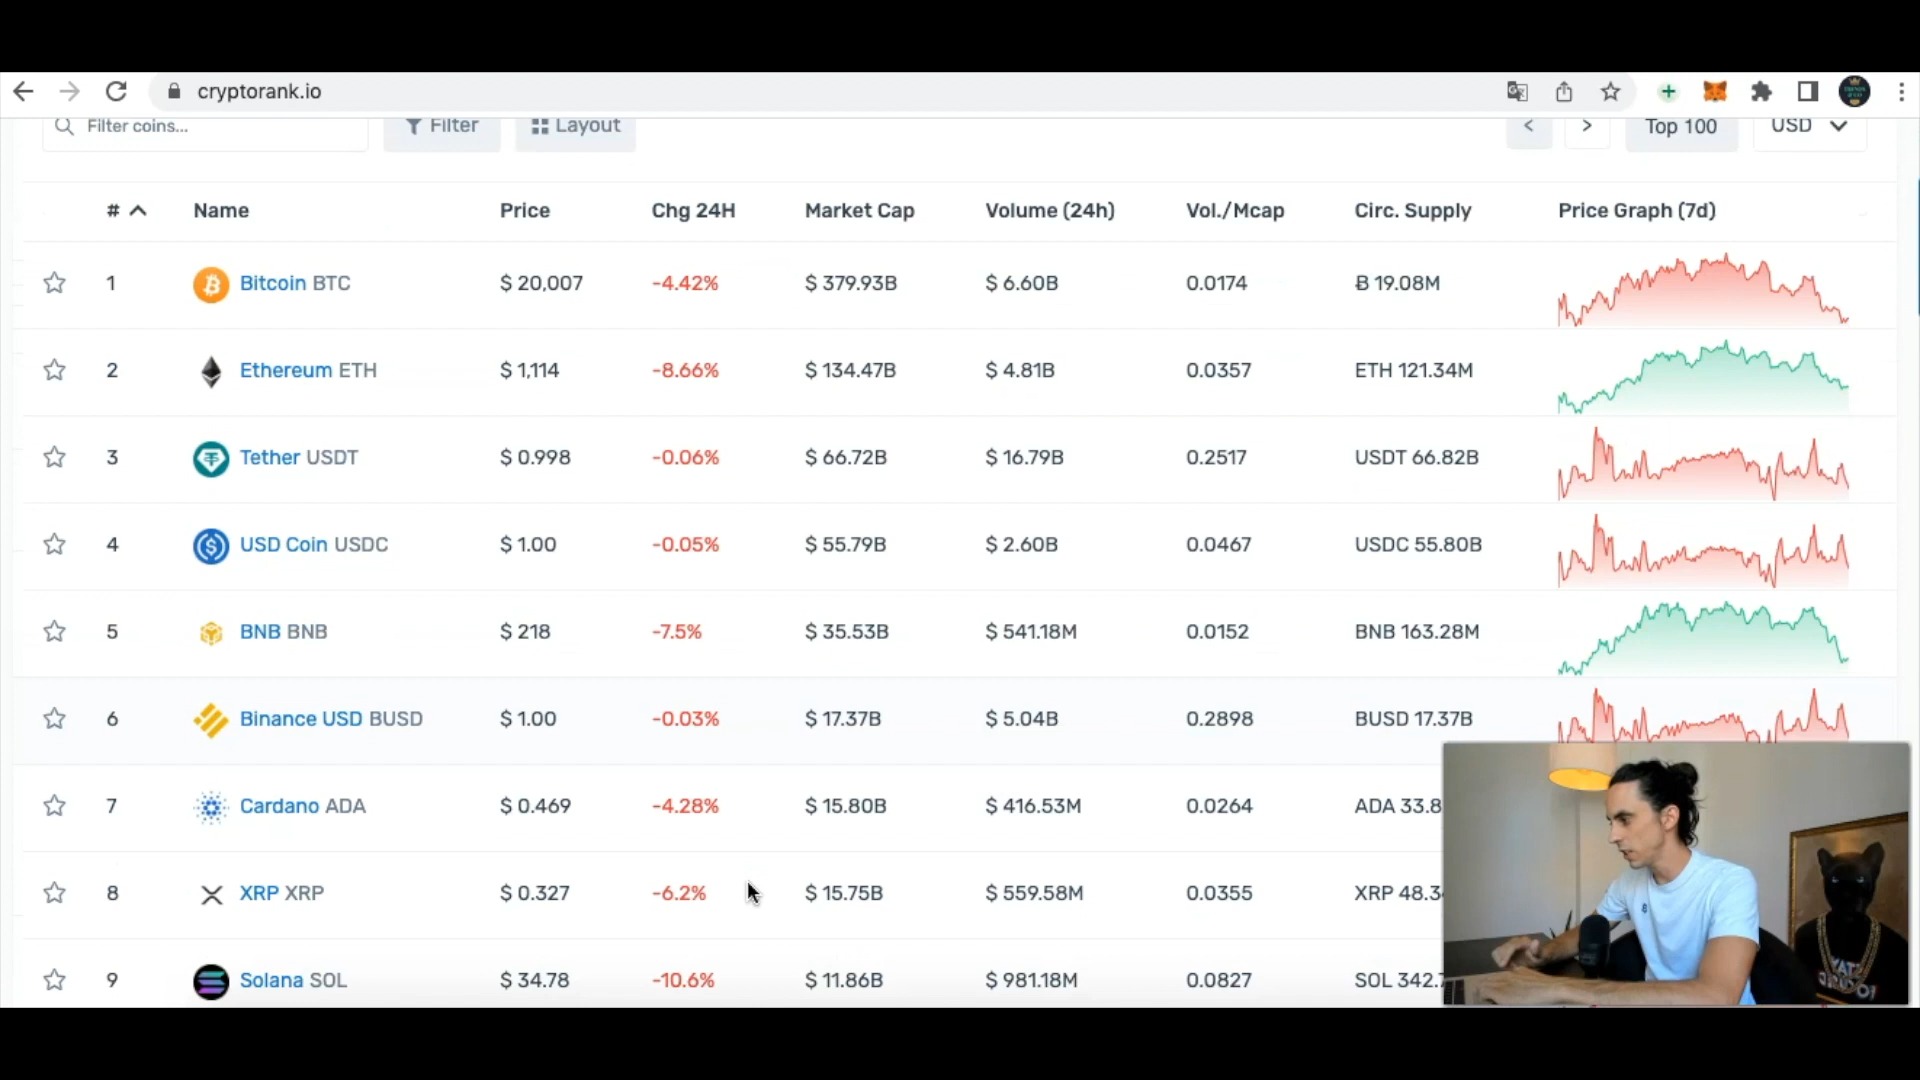 cryptorank.io
Filter coins... Filter Layout < > Top 100 USD
# Name Price Chg 24H Market Cap Volume (24h) Vol./Mcap Circ. Supply Price Graph (7d)
1 Bitcoin BTC $ 20,007 -4.42% $ 379.93B $ 6.60B 0.0174 Ƀ 19.08M
2 Ethereum ETH $ 1,114 -8.66% $ 134.47B $ 4.81B 0.0357 ETH 121.34M
3 Tether USDT $ 0.998 -0.06% $ 66.72B $ 16.79B 0.2517 USDT 66.82B
4 USD Coin USDC $ 1.00 -0.05% $ 55.79B $ 2.60B 0.0467 USDC 55.80B
5 BNB BNB $ 218 -7.5% $ 35.53B $ 541.18M 0.0152 BNB 163.28M
6 Binance USD BUSD $ 1.00 -0.03% $ 17.37B $ 5.04B 0.2898 BUSD 17.37B
7 Cardano ADA $ 0.469 -4.28% $ 15.80B $ 416.53M 0.0264 ADA 33.8
8 XRP XRP $ 0.327 -6.2% $ 15.75B $ 559.58M 0.0355 XRP 48.3
9 Solana SOL $ 34.78 -10.6% $ 11.86B $ 981.18M 0.0827 SOL 342.